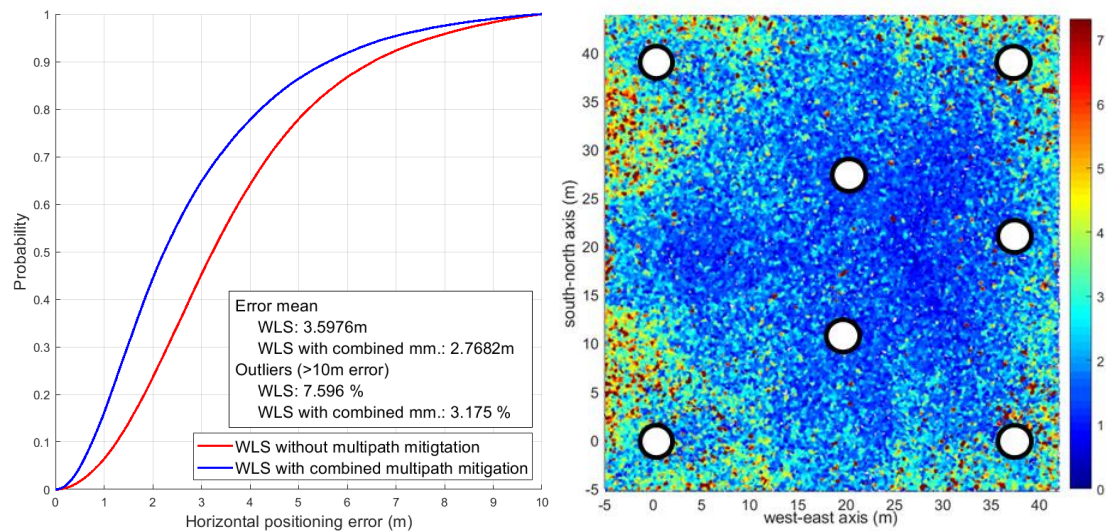 1
0.9
0.8
0.7
0.6
0.5
0.4
0.3
0.2
0.1
0
Probability
0 1 2 3 4 5 6 7 8 9 10
Horizontal positioning error (m)
Error mean
WLS: 3.5976m
WLS with combined mm.: 2.7682m
Outliers (>10m error)
WLS: 7.596 %
WLS with combined mm.: 3.175 %
WLS without multipath mitigtation
WLS with combined multipath mitigation
40
35
30
25
20
15
10
5
0
-5
south-north axis (m)
-5 0 5 10 15 20 25 30 35 40
west-east axis (m)
7
6
5
4
3
2
1
0